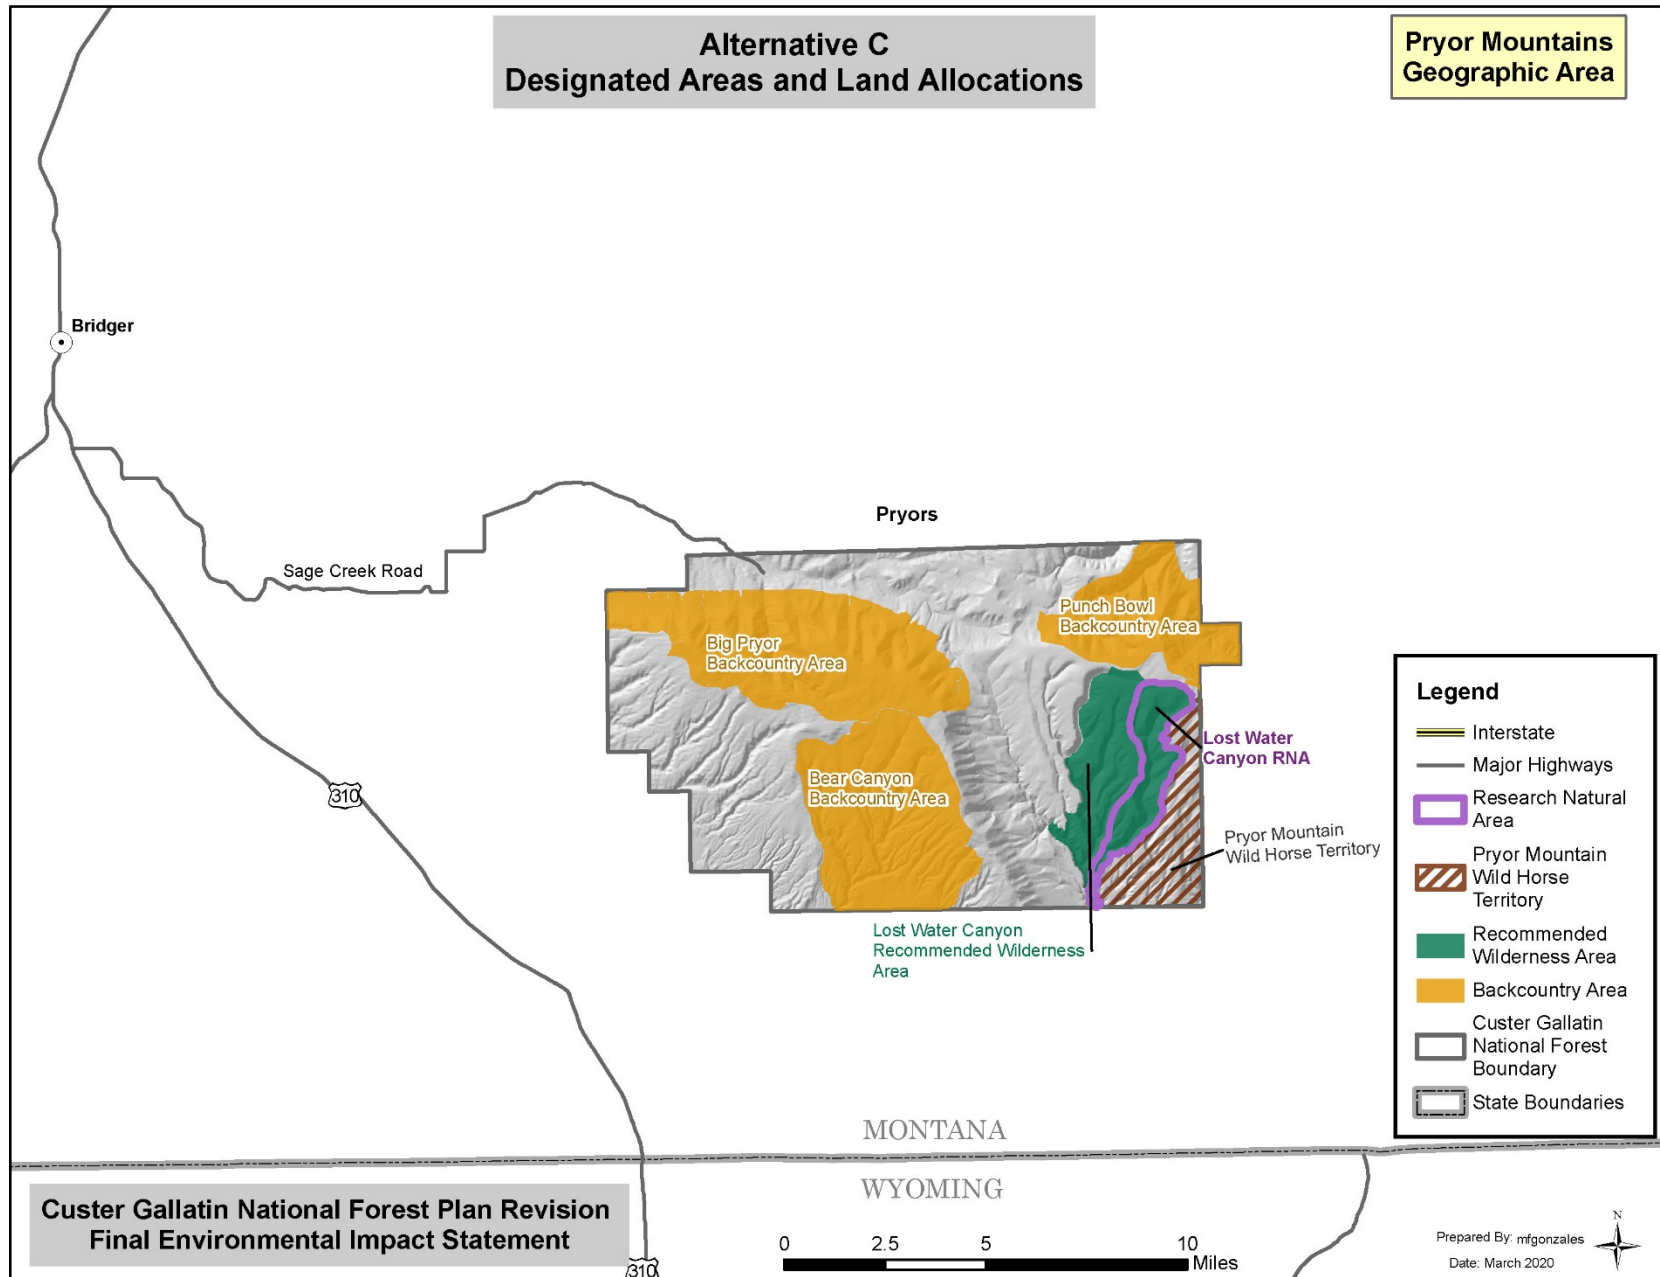 Alternative C
Designated Areas and Land Allocations
Pryor Mountains
Geographic Area
Bridger
Pryors
Sage Creek Road
Punch Bowl
Backcountry Area
Big Pryor
Backcountry Area
Lost Water
Canyon RNA
Bear Canyon
Backcountry Area
310
Pryor Mountain
Wild Horse Territory
Lost Water Canyon
Recommended Wilderness
Area
Legend
Interstate
Major Highways
Research Natural
Area
Pryor Mountain
Wild Horse
Territory
Recommended
Wilderness Area
Backcountry Area
Custer Gallatin
National Forest
Boundary
State Boundaries
MONTANA
WYOMING
Custer Gallatin National Forest Plan Revision
Final Environmental Impact Statement
310
0 2.5 5 10
Miles
N
Prepared By: mfgonzales
Date: March 2020